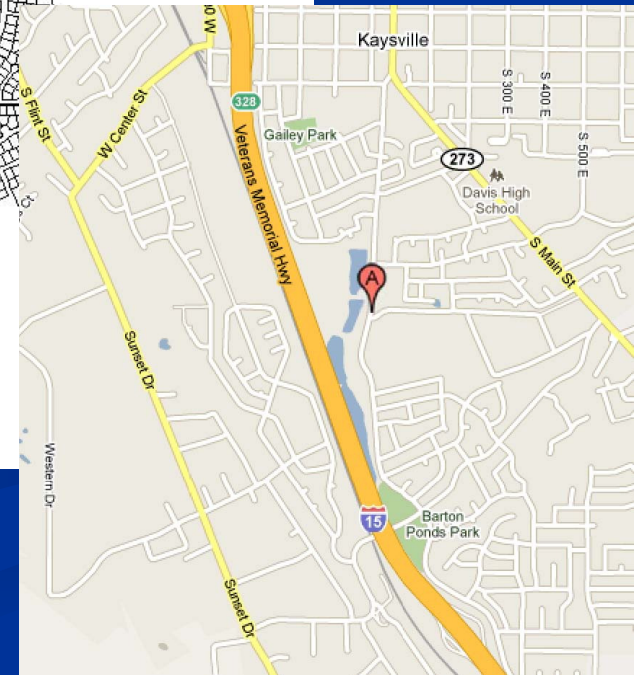 Kaysville
S Flint St
W Center St
328
Gailey Park
S 300 E
S 400 E
S 500 E
273
Davis High
School
Veterans Memorial Hwy
S Main St
A
Sunset Dr
Western Dr
15
Barton
Ponds Park
Sunset Dr